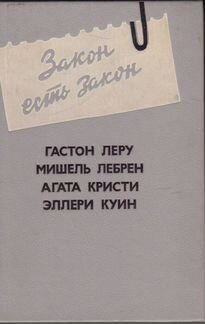 Закон
есть закон
ГАСТОН ЛЕРУ
МИШЕЛЬ ЛЕБРЕН
АГАТА КРИСТИ
ЭЛЛЕРИ КУИН